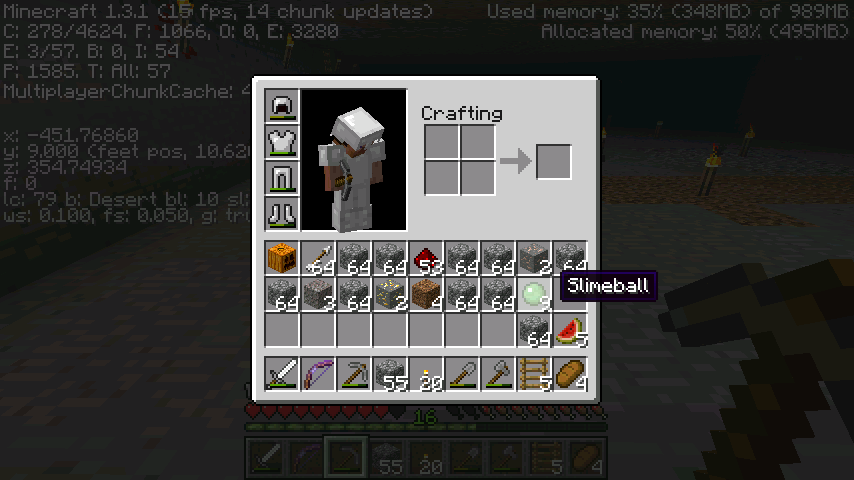 Minecraft 1.3.1 (15 fps, 14 chunk updates)
Used memory: 35% (348MB) of 989MB
C: 278/4624. F: 1066, O: 0, E: 3280
Allocated memory: 50% (495MB)
E: 3/57. B: 0, I: 54
P: 1585. T: All: 57
MultiplayerChunkCache: 4
x: -451.76860
y: 9.000 (feet pos, 10.620
z: 354.74934
f: 0
lc: 79 b: Desert bl: 10 sl:
ws: 0.100, fs: 0.050, g: tru
Crafting
64 64 64 53 64 64 2 64
Slimeball
64 3 64 2 4 64 64 9
64 5
55 20 5 4
16
55 20 5 4